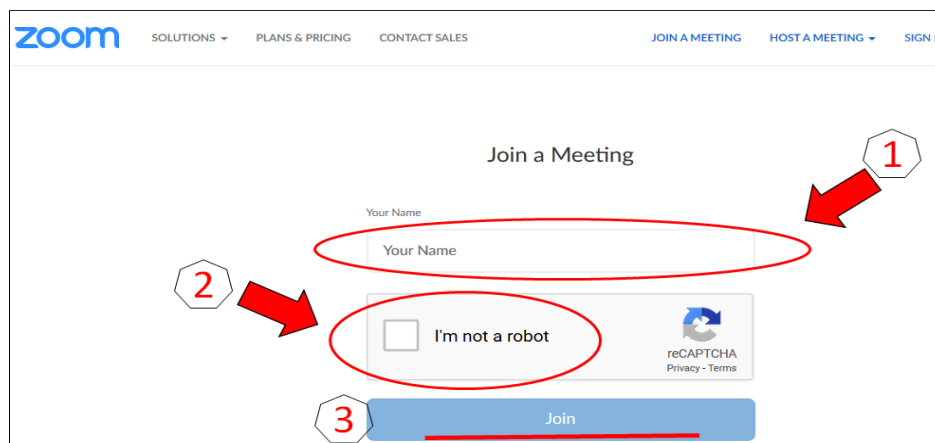 zoom SOLUTIONS PLANS & PRICING CONTACT SALES JOIN A MEETING HOST A MEETING SIGN
Join a Meeting
1
Your Name
Your Name
2
I'm not a robot
reCAPTCHA
Privacy - Terms
3
Join